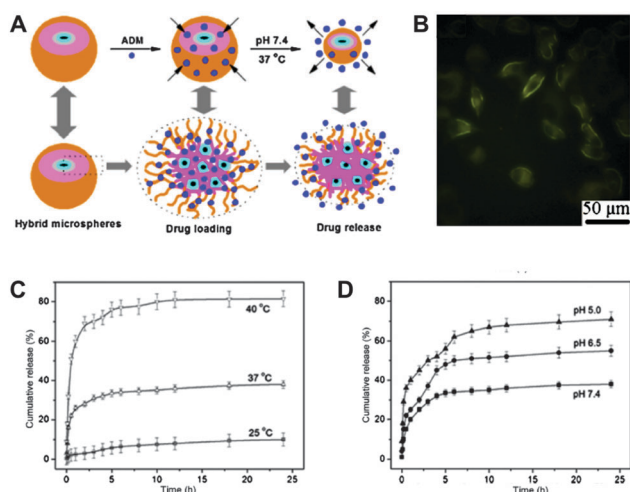 A
ADM
pH 7.4
37 °C
Hybrid microspheres
Drug loading
Drug release
B
50 μm
C
Cumulative release (%)
80
60
40
20
0
40 °C
37 °C
25 °C
0
5
10
15
20
25
Time (h)
D
Cumulative release (%)
80
60
40
20
0
pH 5.0
pH 6.5
pH 7.4
0
5
10
15
20
25
Time (h)